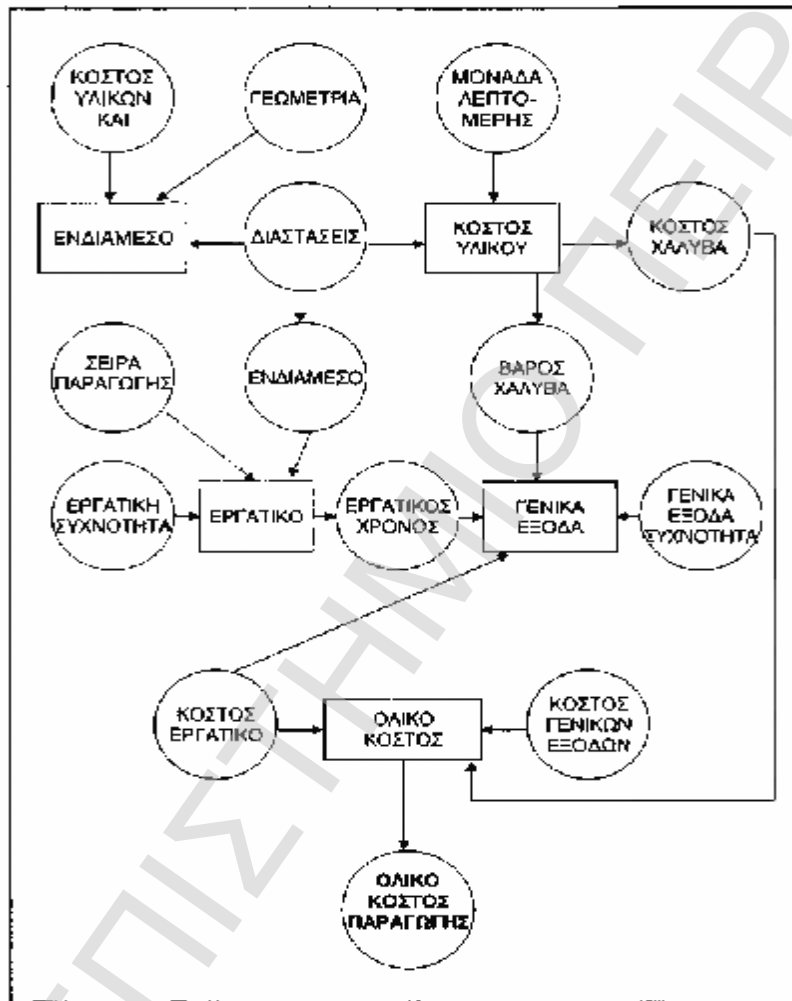 ΚΟΣΤΟΣ
ΥΛΙΚΩΝ
ΚΑΙ
ΓΕΩΜΕΤΡΙΑ
ΜΟΝΑΔΑ
ΛΕΠΤΟ-
ΜΕΡΗΣ
ΕΝΔΙΑΜΕΣΟ
ΔΙΑΣΤΑΣΕΙΣ
ΚΟΣΤΟΣ
ΥΛΙΚΟΥ
ΚΟΣΤΟΣ
ΧΑΛΥΒΑ
ΣΕΙΡΑ
ΠΑΡΑΓΩΓΗΣ
ΕΝΔΙΑΜΕΣΟ
ΒΑΡΟΣ
ΧΑΛΥΒΑ
ΕΡΓΑΤΙΚΗ
ΣΥΧΝΟΤΗΤΑ
ΕΡΓΑΤΙΚΟ
ΕΡΓΑΤΙΚΟΣ
ΧΡΟΝΟΣ
ΓΕΝΙΚΑ
ΕΞΟΔΑ
ΓΕΝΙΚΑ
ΕΞΟΔΑ
ΣΥΧΝΟΤΗΤΑ
ΚΟΣΤΟΣ
ΕΡΓΑΤΙΚΟ
ΟΛΙΚΟ
ΚΟΣΤΟΣ
ΚΟΣΤΟΣ
ΓΕΝΙΚΩΝ
ΕΞΟΔΩΝ
ΟΛΙΚΟ
ΚΟΣΤΟΣ
ΠΑΡΑΓΩΓΗΣ
ΠΙΣΤΗΜΙΟ ΠΕΙΡ